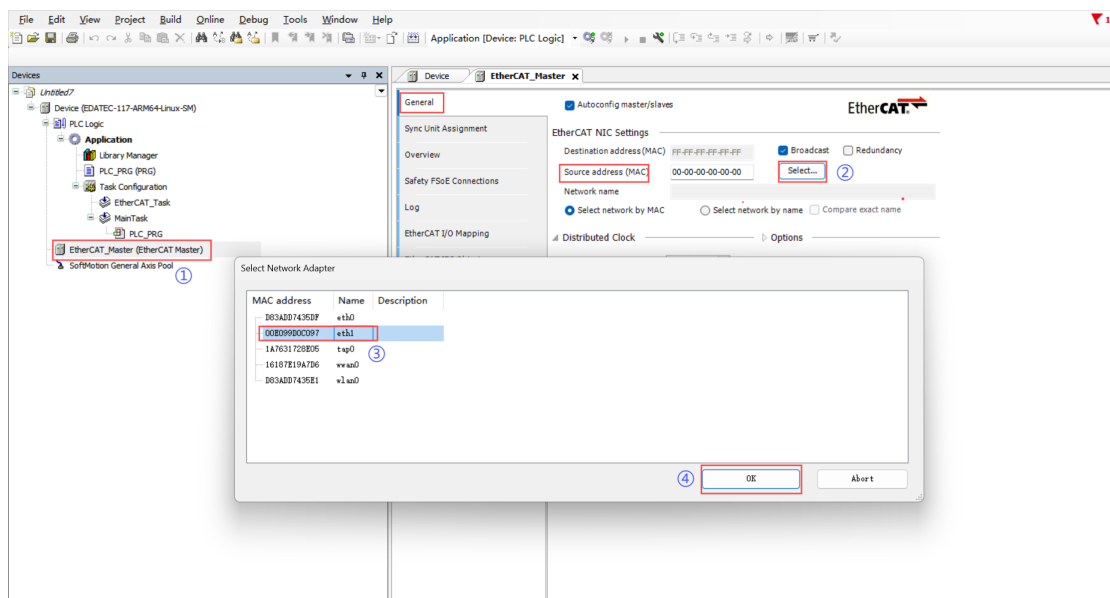 File Edit View Project Build Online Debug Tools Window Help
1
Application [Device: PLC Logic]
Devices
Device
EtherCAT_Master
Untitled7
Device (EDATEC-117-ARM64-Linux-SM)
PLC Logic
Application
Library Manager
PLC_PRG (PRG)
Task Configuration
EtherCAT_Task
MainTask
PLC_PRG
EtherCAT_Master (EtherCAT Master)
SoftMotion General Axis Pool
①
General
Sync Unit Assignment
Overview
Safety FSoE Connections
Log
EtherCAT I/O Mapping
Autoconfig master/slaves
EtherCAT
EtherCAT NIC Settings
Destination address (MAC) FF-FF-FF-FF-FF-FF Broadcast Redundancy
Source address (MAC) 00-00-00-00-00-00 Select... ②
Network name
Select network by MAC Select network by name Compare exact name
Distributed Clock Options
Select Network Adapter
MAC address Name Description
D83ADD7435DF eth0
00E099D0C097 eth1
1A7631728E05 tap0 ③
16187E19A7D6 wwan0
D83ADD7435E1 wlan0
④ OK Abort